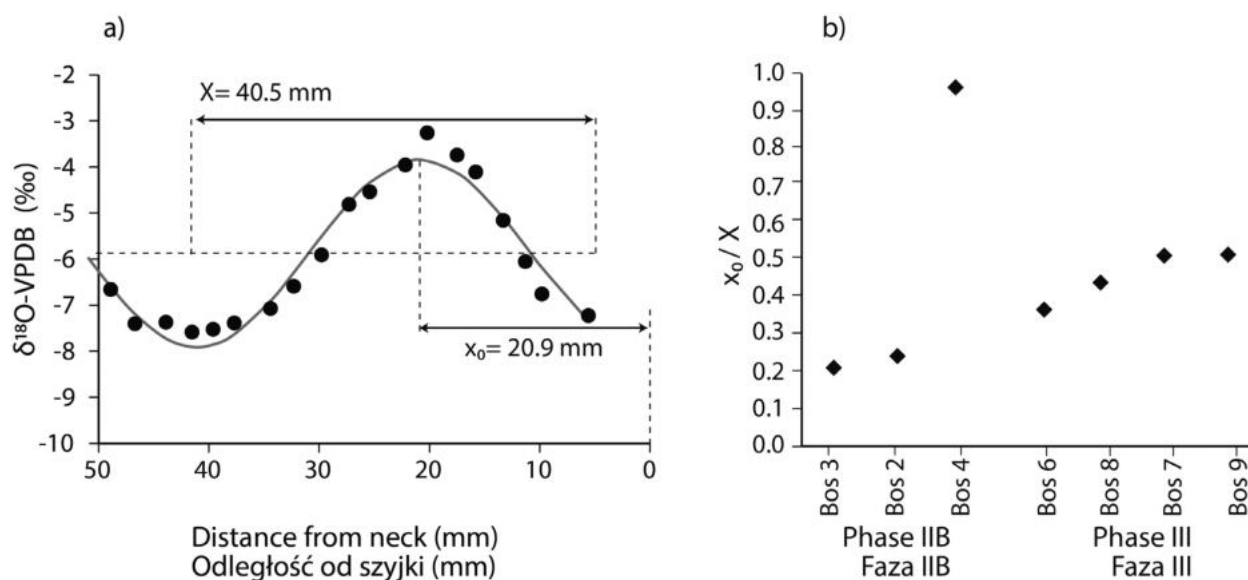 a)
δ¹⁸O-VPDB (‰)
-2
-3
-4
-5
-6
-7
-8
-10
X= 40.5 mm
x₀= 20.9 mm
50 40 30 20 10 0
Distance from neck (mm)
Odległość od szyjki (mm)
b)
x₀/ X
1.0
0.9
0.8
0.7
0.6
0.5
0.4
0.3
0.2
0.1
0.0
Bos 3
Bos 2
Bos 4
Bos 6
Bos 8
Bos 7
Bos 9
Phase IIB
Faza IIB
Phase III
Faza III